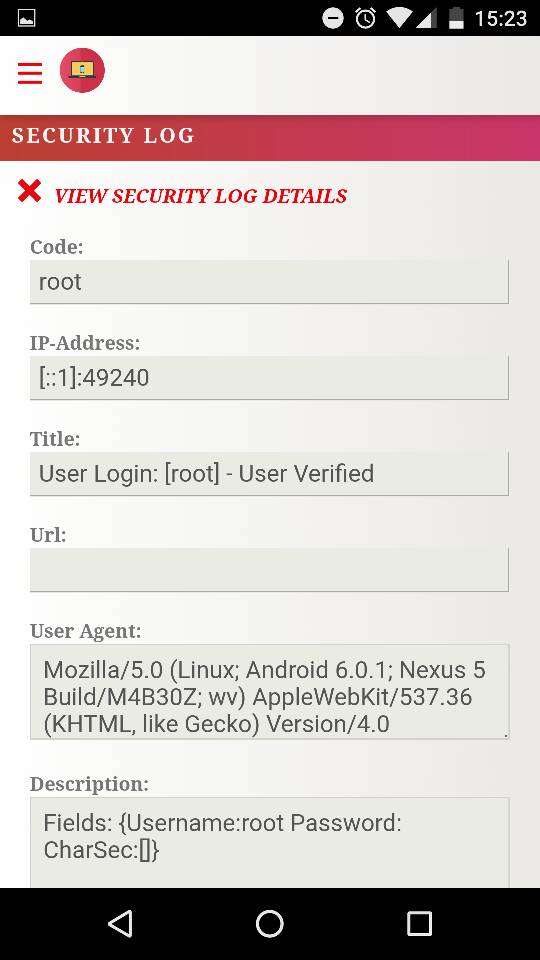 15:23
SECURITY LOG
VIEW SECURITY LOG DETAILS
Code:
root
IP-Address:
[::1]:49240
Title:
User Login: [root] - User Verified
Url:
User Agent:
Mozilla/5.0 (Linux; Android 6.0.1; Nexus 5
Build/M4B30Z; wv) AppleWebKit/537.36
(KHTML, like Gecko) Version/4.0
Description:
Fields: {Username:root Password:
CharSec:[]}